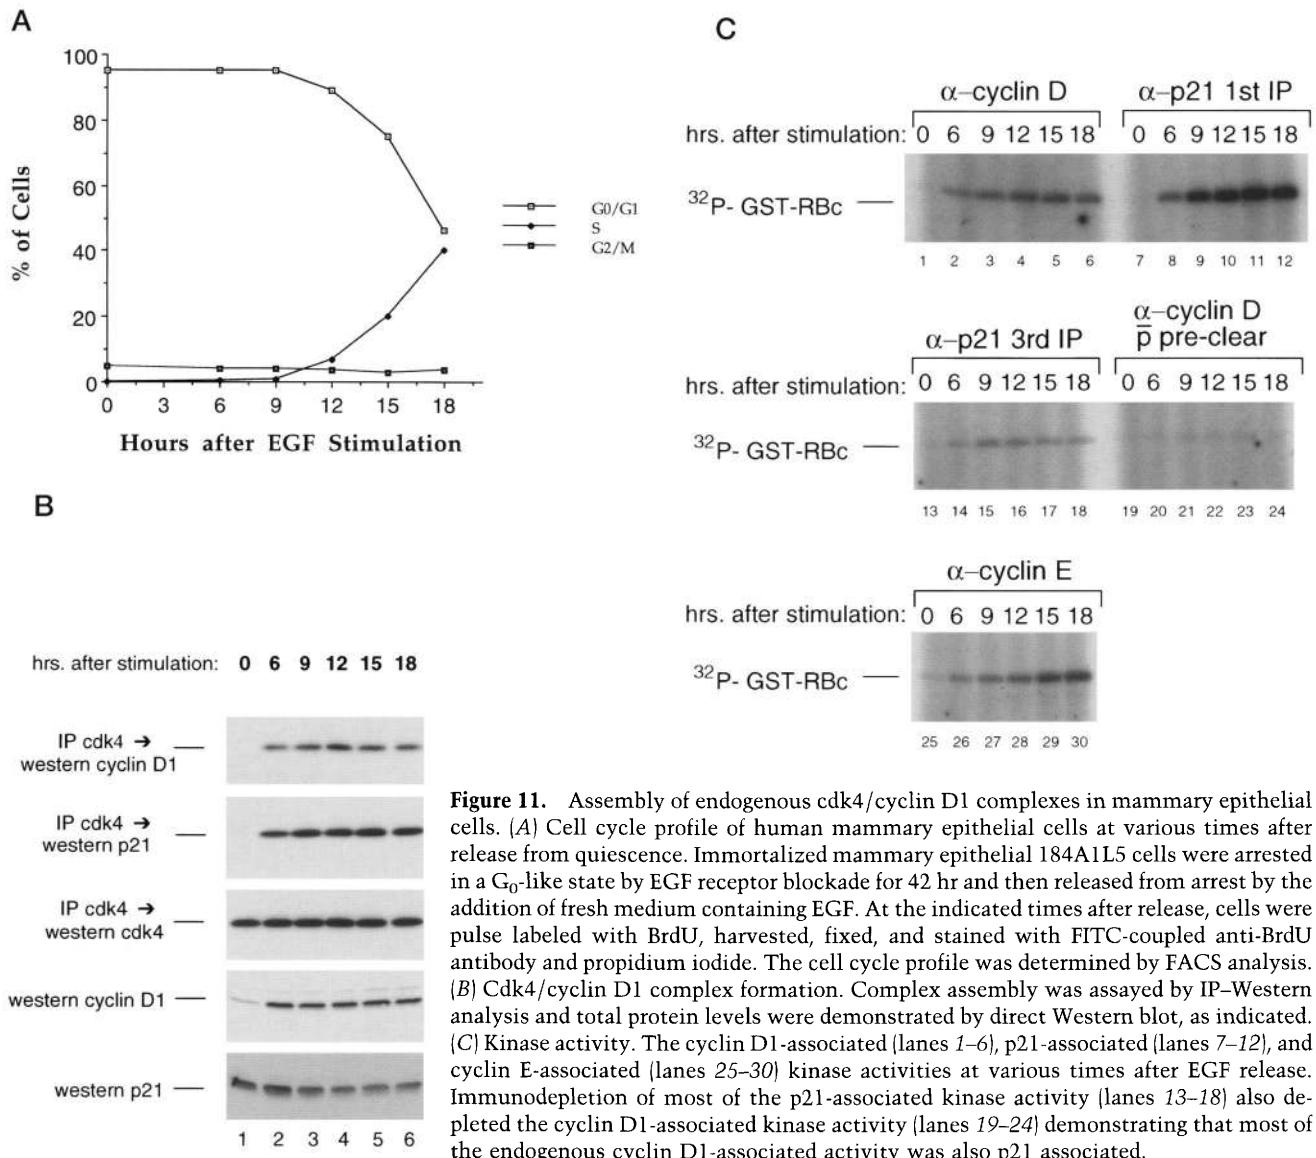 A
100
80
60
40
20
0
% of Cells
0 3 6 9 12 15 18
Hours after EGF Stimulation
G0/G1
S
G2/M
B
hrs. after stimulation: 0 6 9 12 15 18
IP cdk4 ➔
western cyclin D1
IP cdk4 ➔
western p21
IP cdk4 ➔
western cdk4
western cyclin D1
western p21
1 2 3 4 5 6
C
α–cyclin D α–p21 1st IP
hrs. after stimulation: 0 6 9 12 15 18 0 6 9 12 15 18
32P- GST-RBc
1 2 3 4 5 6 7 8 9 10 11 12
α–p21 3rd IP α–cyclin D
p̅ pre-clear
hrs. after stimulation: 0 6 9 12 15 18 0 6 9 12 15 18
32P- GST-RBc
13 14 15 16 17 18 19 20 21 22 23 24
α–cyclin E
hrs. after stimulation: 0 6 9 12 15 18
32P- GST-RBc
25 26 27 28 29 30
Figure 11. Assembly of endogenous cdk4/cyclin D1 complexes in mammary epithelial
cells. (A) Cell cycle profile of human mammary epithelial cells at various times after
release from quiescence. Immortalized mammary epithelial 184A1L5 cells were arrested
in a G0-like state by EGF receptor blockade for 42 hr and then released from arrest by the
addition of fresh medium containing EGF. At the indicated times after release, cells were
pulse labeled with BrdU, harvested, fixed, and stained with FITC-coupled anti-BrdU
antibody and propidium iodide. The cell cycle profile was determined by FACS analysis.
(B) Cdk4/cyclin D1 complex formation. Complex assembly was assayed by IP–Western
analysis and total protein levels were demonstrated by direct Western blot, as indicated.
(C) Kinase activity. The cyclin D1-associated (lanes 1–6), p21-associated (lanes 7–12), and
cyclin E-associated (lanes 25–30) kinase activities at various times after EGF release.
Immunodepletion of most of the p21-associated kinase activity (lanes 13–18) also de-
pleted the cyclin D1-associated kinase activity (lanes 19–24) demonstrating that most of
the endogenous cyclin D1-associated activity was also p21 associated.